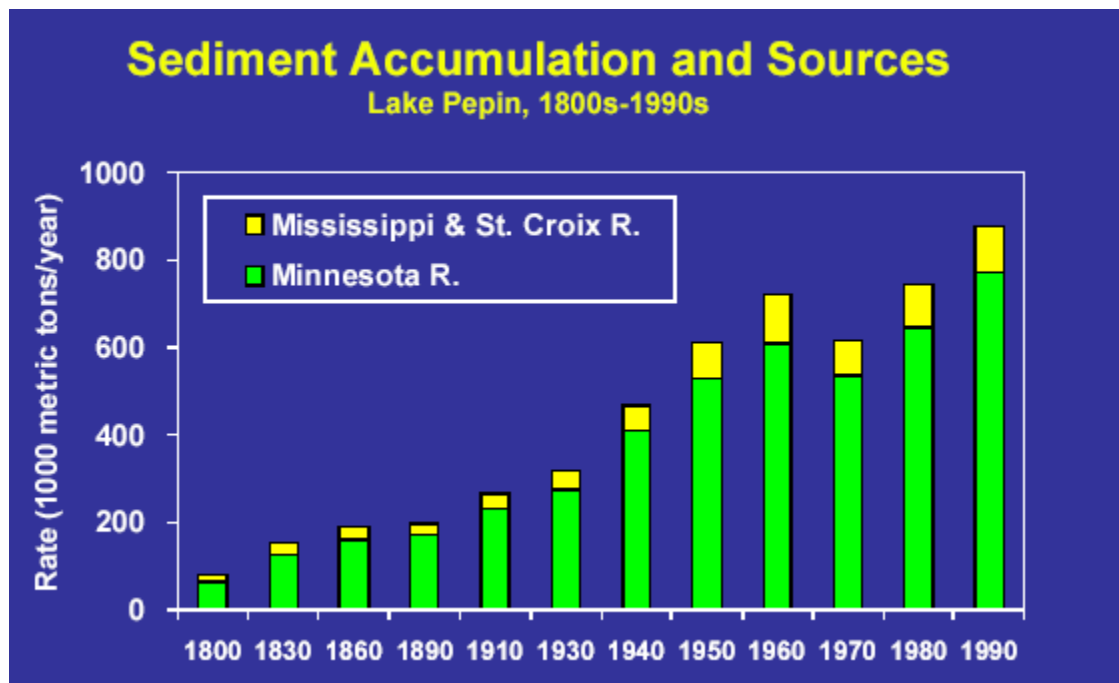 Sediment Accumulation and Sources
Lake Pepin, 1800s-1990s
Rate (1000 metric tons/year)
1000
800
600
400
200
0
Mississippi & St. Croix R.
Minnesota R.
1800 1830 1860 1890 1910 1930 1940 1950 1960 1970 1980 1990